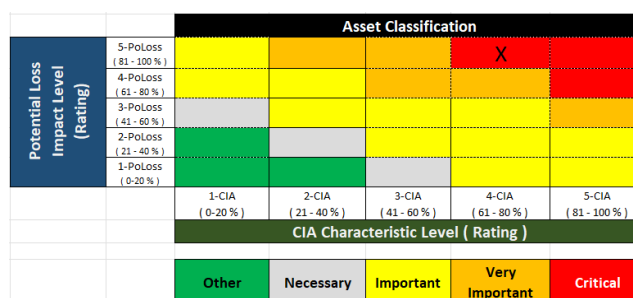 Asset Classification
Potential Loss
Impact Level
(Rating)
5-PoLoss
( 81 - 100 % )
X
4-PoLoss
( 61 - 80 % )
3-PoLoss
( 41 - 60 % )
2-PoLoss
( 21 - 40 % )
1-PoLoss
(0-20 %)
1-CIA 2-CIA 3-CIA 4-CIA 5-CIA
(0-20 % ) ( 21 - 40 % ) ( 41 - 60 % ) ( 61 - 80 % ) ( 81 - 100% )
CIA Characteristic Level ( Rating )
Other Necessary Important Very Important Critical